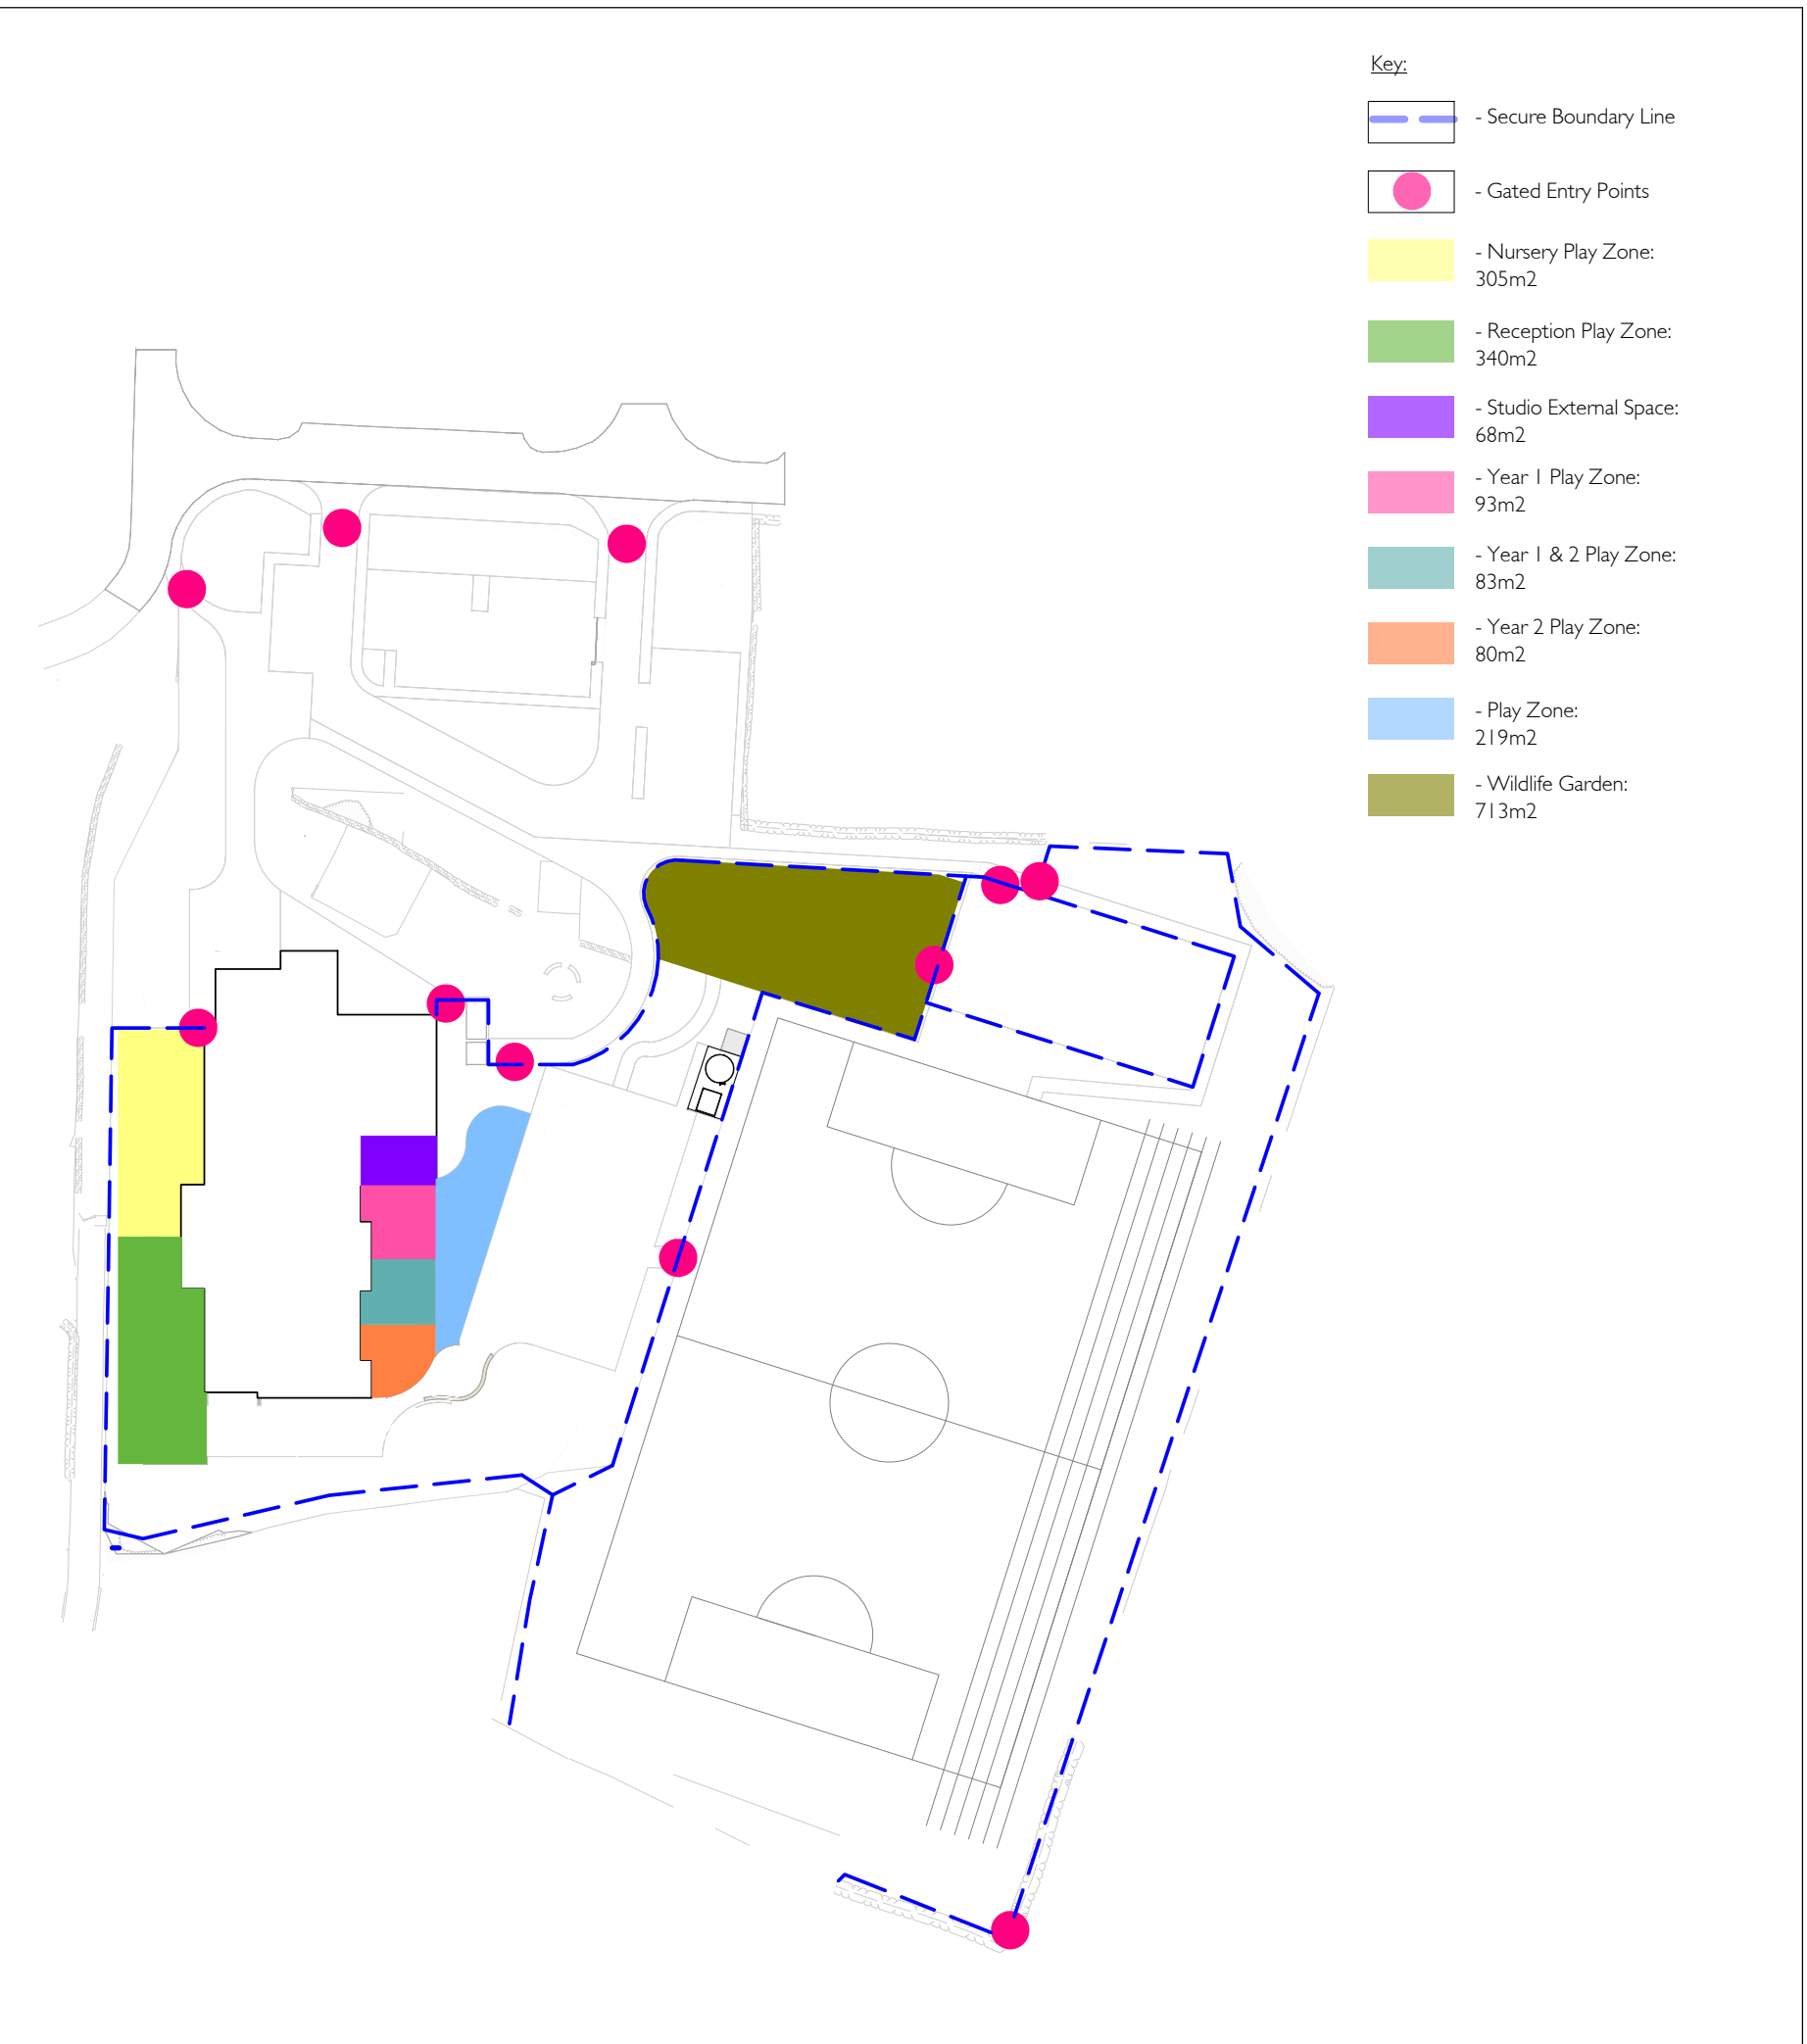 Key:
- Secure Boundary Line
- Gated Entry Points
- Nursery Play Zone:
305m2
- Reception Play Zone:
340m2
- Studio External Space:
68m2
- Year 1 Play Zone:
93m2
- Year 1 & 2 Play Zone:
83m2
- Year 2 Play Zone:
80m2
- Play Zone:
219m2
- Wildlife Garden:
713m2